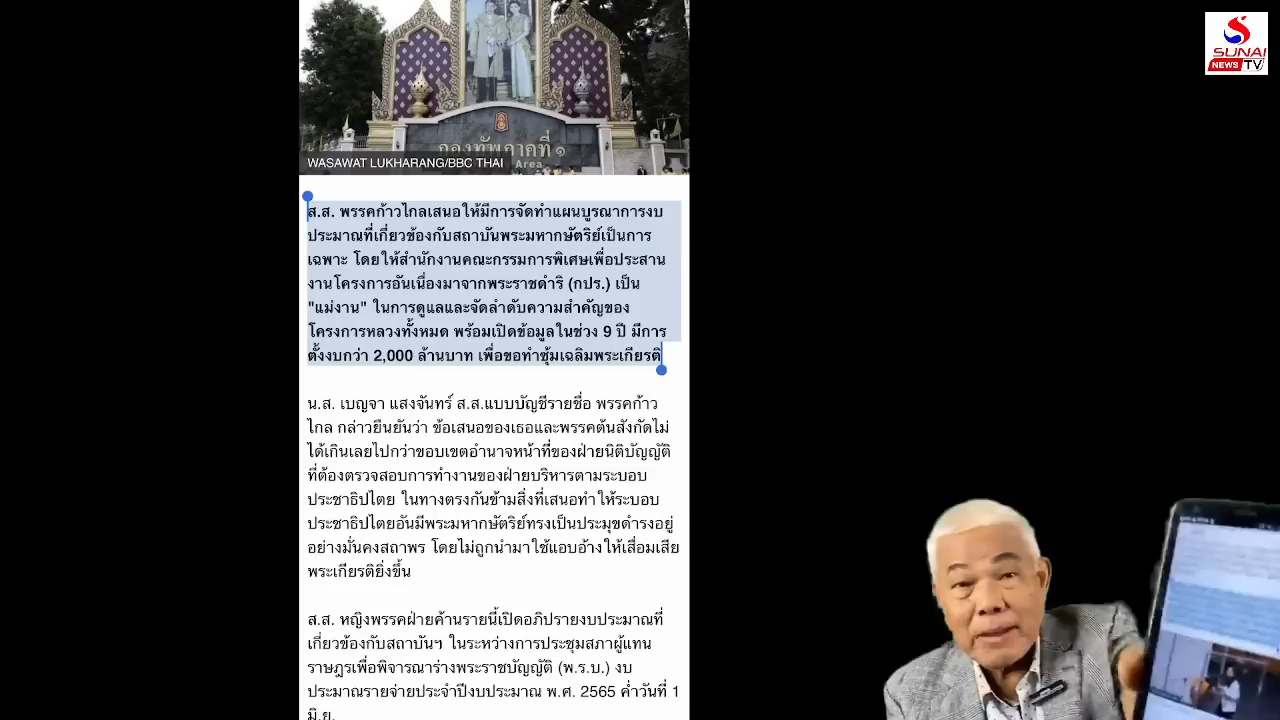 SUNAI
NEWS TV
กองทัพภาคที่ ๑
Area
WASAWAT LUKHARANG/BBC THAI
ส.ส. พรรคก้าวไกลเสนอให้มีการจัดทำแผนบูรณาการงบ
ประมาณที่เกี่ยวข้องกับสถาบันพระมหากษัตริย์เป็นการ
เฉพาะ โดยให้สำนักงานคณะกรรมการพิเศษเพื่อประสาน
งานโครงการอันเนื่องมาจากพระราชดำริ (กปร.) เป็น
"แม่งาน" ในการดูแลและจัดลำดับความสำคัญของ
โครงการหลวงทั้งหมด พร้อมเปิดข้อมูลในช่วง 9 ปี มีการ
ตั้งงบกว่า 2,000 ล้านบาท เพื่อขอทำซุ้มเฉลิมพระเกียรติ
น.ส. เบญจา แสงจันทร์ ส.ส.แบบบัญชีรายชื่อ พรรคก้าว
ไกล กล่าวยืนยันว่า ข้อเสนอของเธอและพรรคต้นสังกัดไม่
ได้เกินเลยไปกว่าขอบเขตอำนาจหน้าที่ของฝ่ายนิติบัญญัติ
ที่ต้องตรวจสอบการทำงานของฝ่ายบริหารตามระบอบ
ประชาธิปไตย ในทางตรงกันข้ามสิ่งที่เสนอทำให้ระบอบ
ประชาธิปไตยอันมีพระมหากษัตริย์ทรงเป็นประมุขดำรงอยู่
อย่างมั่นคงสถาพร โดยไม่ถูกนำมาใช้แอบอ้างให้เสื่อมเสีย
พระเกียรติยิ่งขึ้น
ส.ส. หญิงพรรคฝ่ายค้านรายนี้เปิดอภิปรายงบประมาณที่
เกี่ยวข้องกับสถาบันฯ ในระหว่างการประชุมสภาผู้แทน
ราษฎรเพื่อพิจารณาร่างพระราชบัญญัติ (พ.ร.บ.) งบ
ประมาณรายจ่ายประจำปีงบประมาณ พ.ศ. 2565 ค่ำวันที่ 1
มิ.ย.